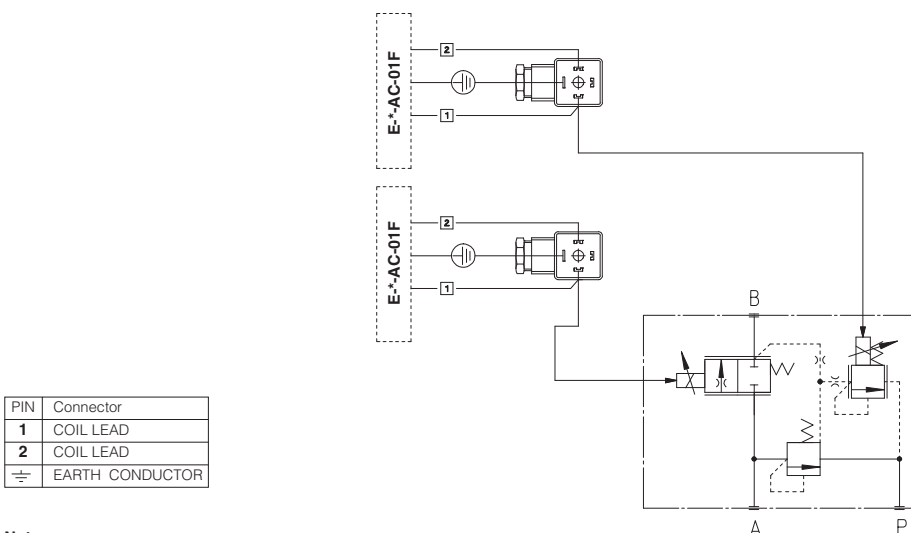 2
E-*-AC-01F
1
2
E-*-AC-01F
1
B
PIN Connector
1 COIL LEAD
2 COIL LEAD
EARTH CONDUCTOR
A P